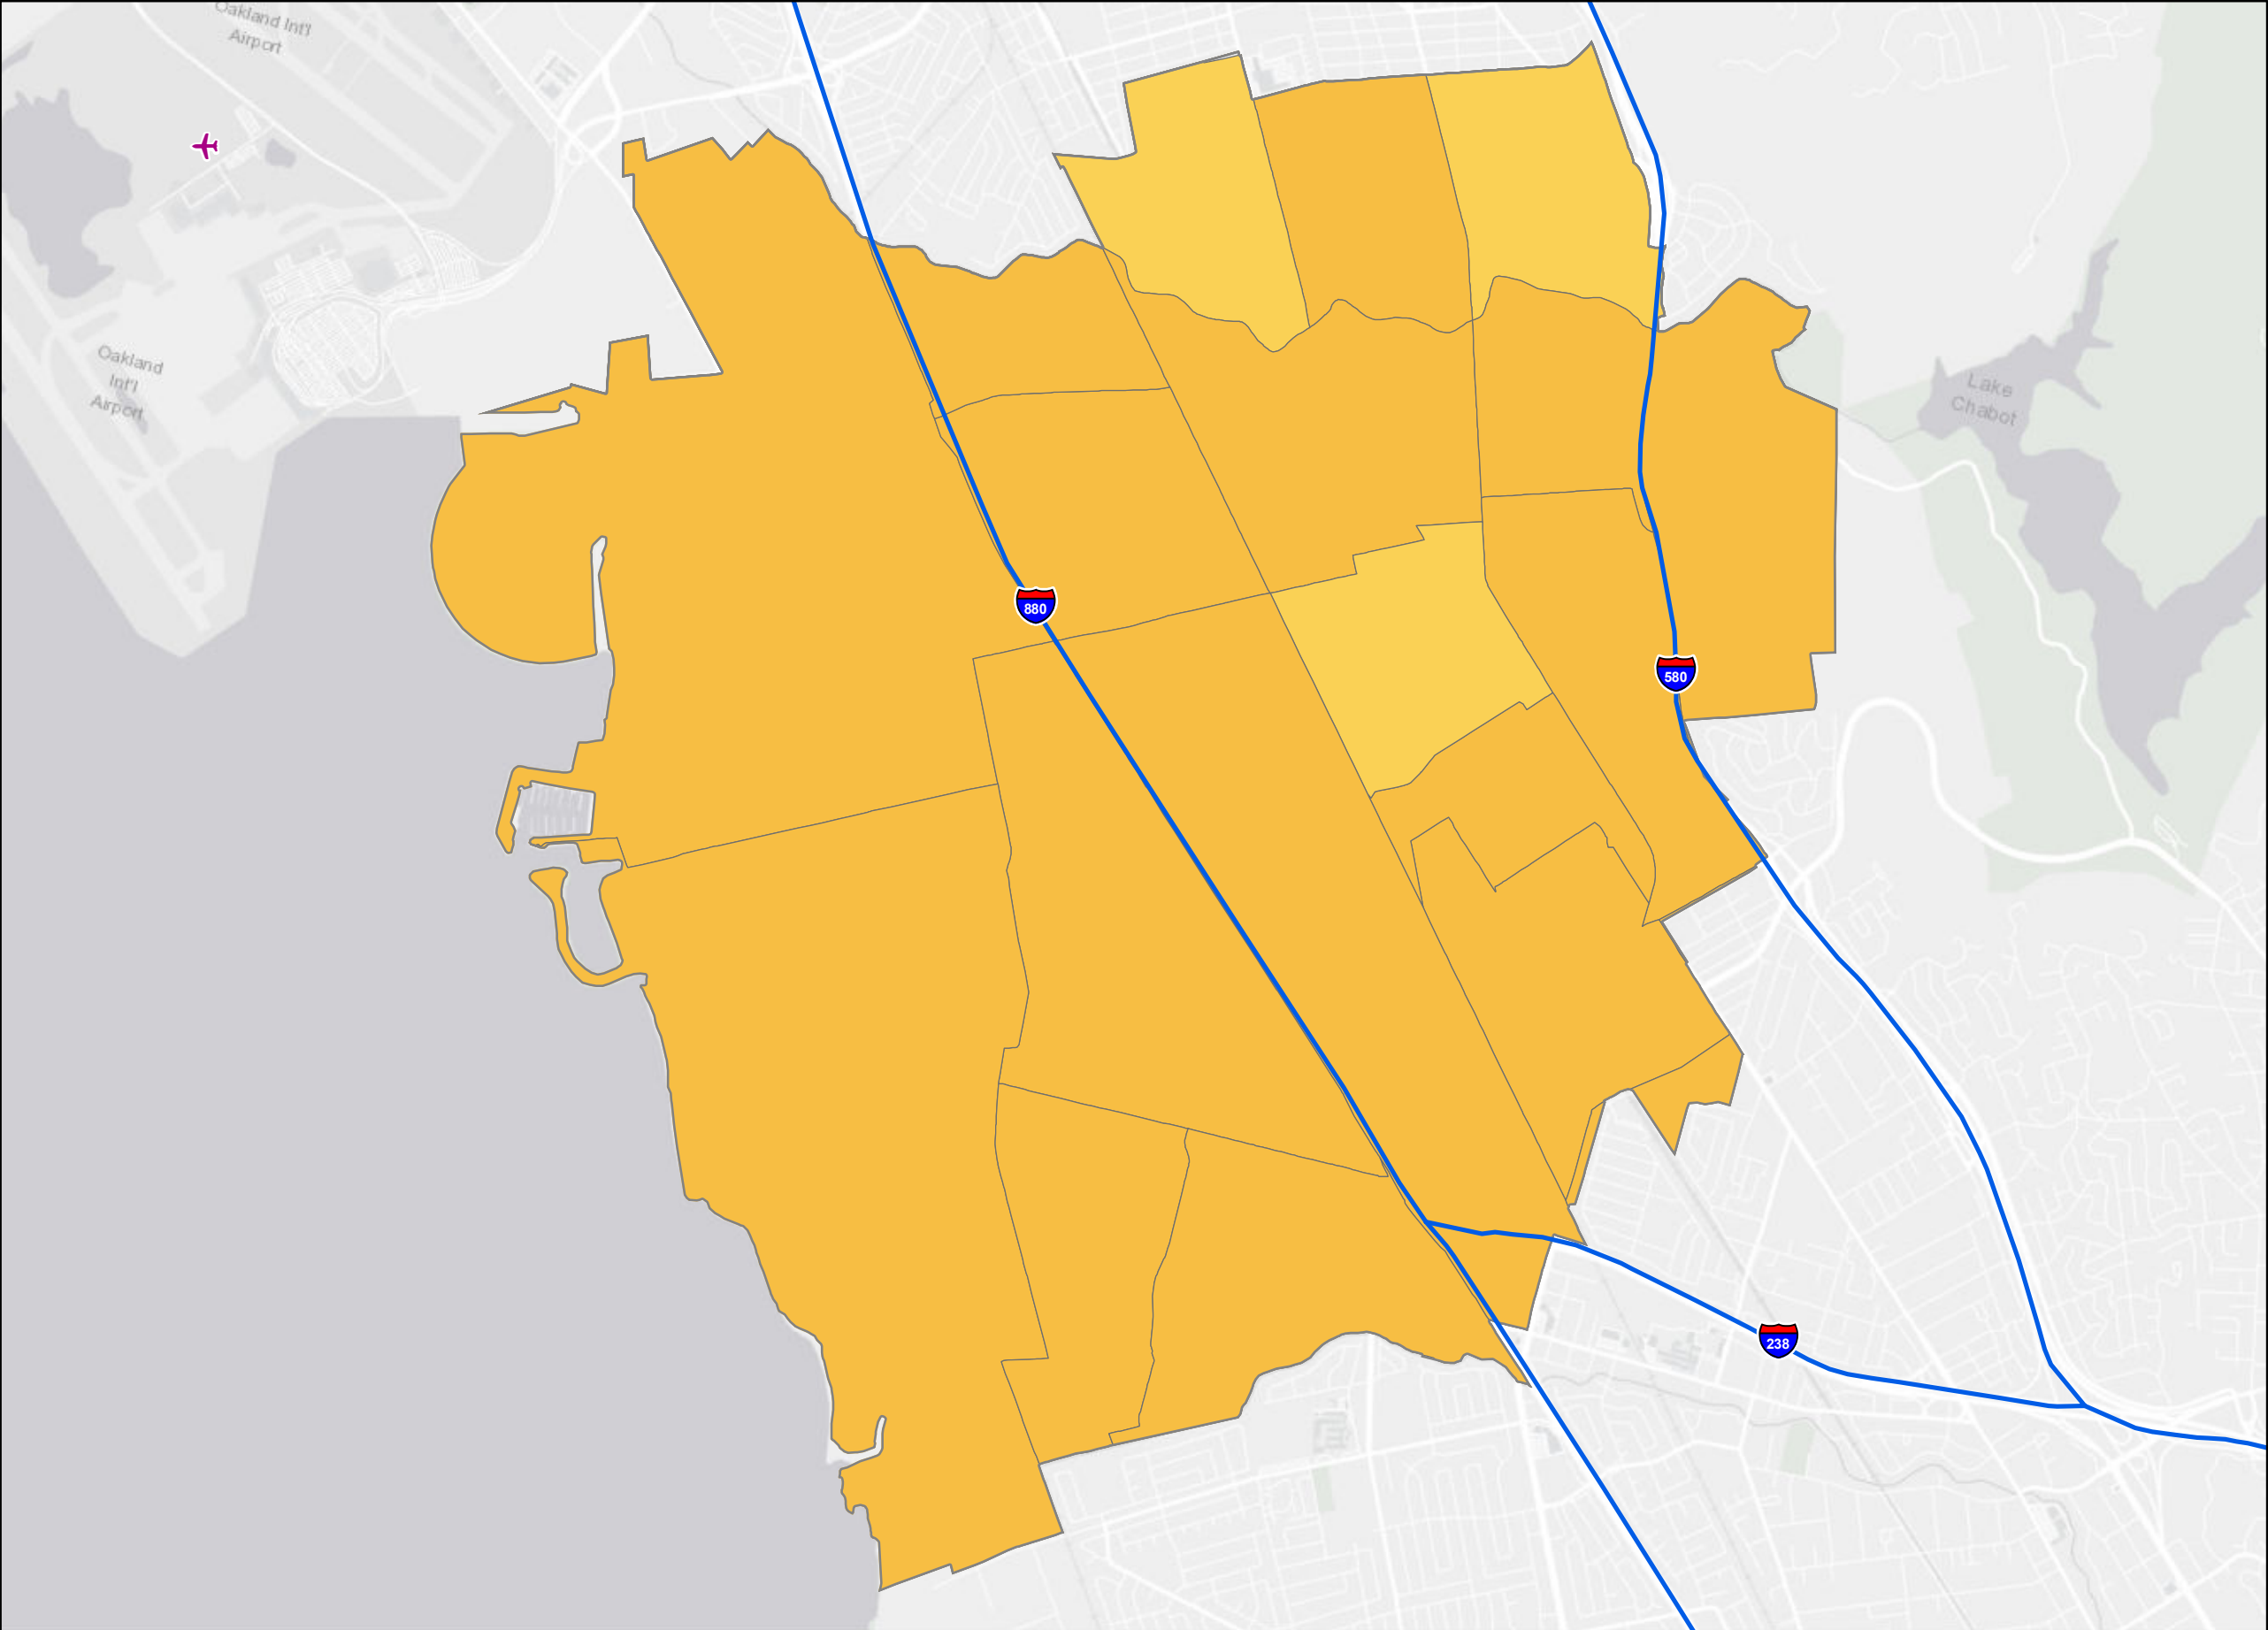 Oakland Int'l
Airport
Oakland
Int'l
Airport
Lake
Chabot
880
580
238